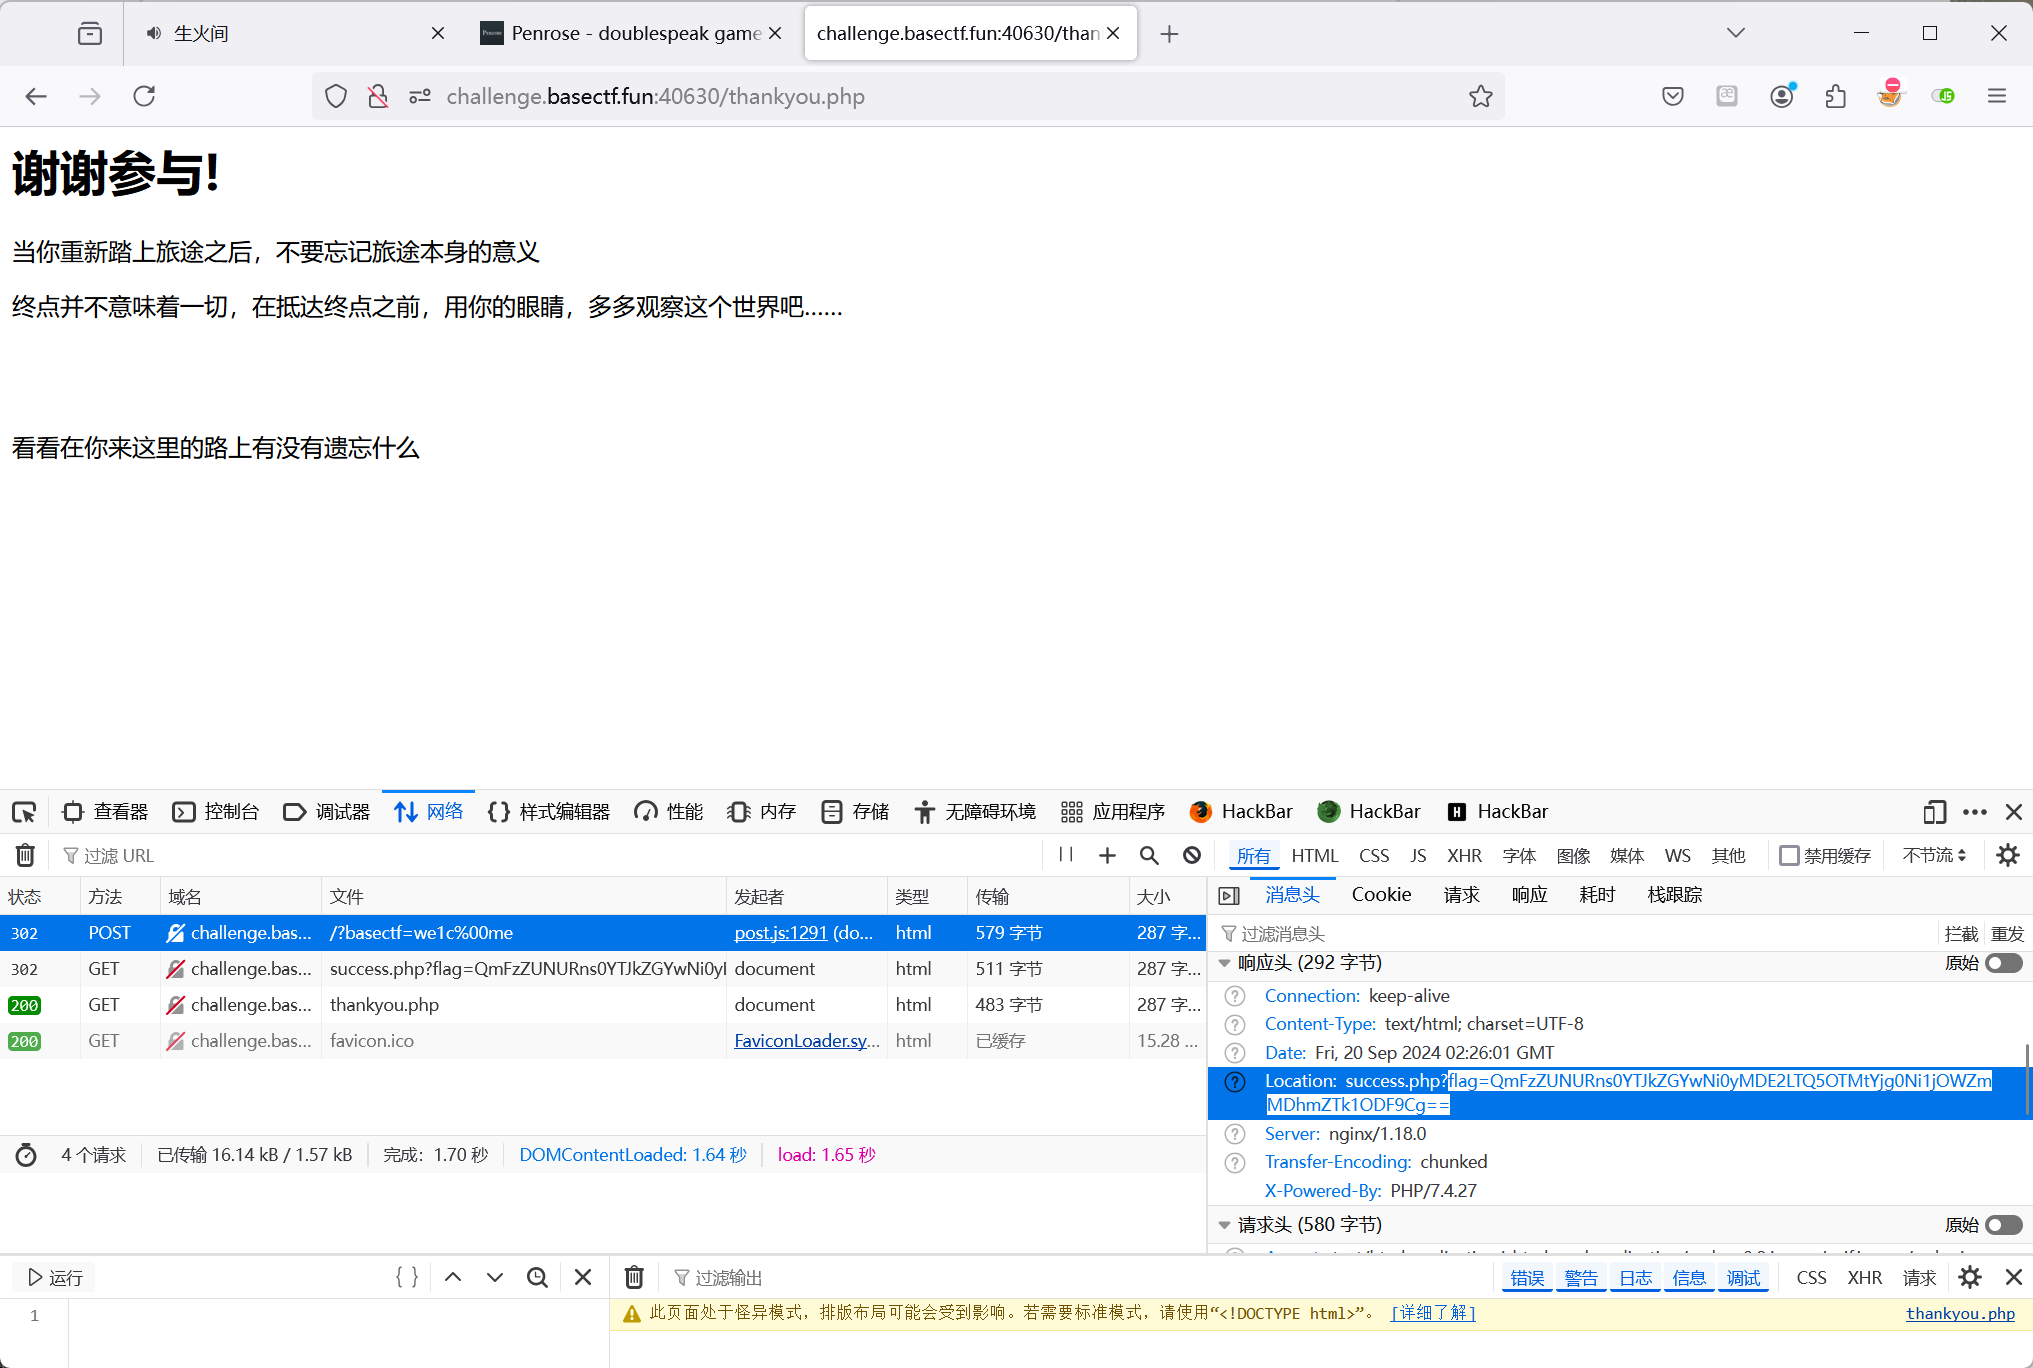 生火间
Penrose - doublespeak game
challenge.basectf.fun:40630/than
challenge.basectf.fun:40630/thankyou.php
谢谢参与!
当你重新踏上旅途之后，不要忘记旅途本身的意义
终点并不意味着一切，在抵达终点之前，用你的眼睛，多多观察这个世界吧……
看看在你来这里的路上有没有遗忘什么
查看器 控制台 调试器 网络 样式编辑器 性能 内存 存储 无障碍环境 应用程序 HackBar HackBar HackBar
过滤 URL 所有 HTML CSS JS XHR 字体 图像 媒体 WS 其他 禁用缓存 不节流
状态 方法 域名 文件 发起者 类型 传输 大小
302 POST challenge.bas... /?basectf=we1c%00me post.js:1291 (do... html 579 字节 287 字...
302 GET challenge.bas... success.php?flag=QmFzZUNURns0YTJkZGYwNi0yI document html 511 字节 287 字...
200 GET challenge.bas... thankyou.php document html 483 字节 287 字...
200 GET challenge.bas... favicon.ico FaviconLoader.sy... html 已缓存 15.28 ...
4 个请求 已传输 16.14 kB / 1.57 kB 完成：1.70 秒 DOMContentLoaded: 1.64 秒 load: 1.65 秒
消息头 Cookie 请求 响应 耗时 栈跟踪
过滤消息头 拦截 重发
响应头 (292 字节) 原始
Connection: keep-alive
Content-Type: text/html; charset=UTF-8
Date: Fri, 20 Sep 2024 02:26:01 GMT
Location: success.php?flag=QmFzZUNURns0YTJkZGYwNi0yMDE2LTQ5OTMtYjg0Ni1jOWZm
MDhmZTk1ODF9Cg==
Server: nginx/1.18.0
Transfer-Encoding: chunked
X-Powered-By: PHP/7.4.27
请求头 (580 字节) 原始
运行 过滤输出 错误 警告 日志 信息 调试 CSS XHR 请求
1
此页面处于怪异模式，排版布局可能会受到影响。若需要标准模式，请使用“<!DOCTYPE html>”。 [详细了解] thankyou.php